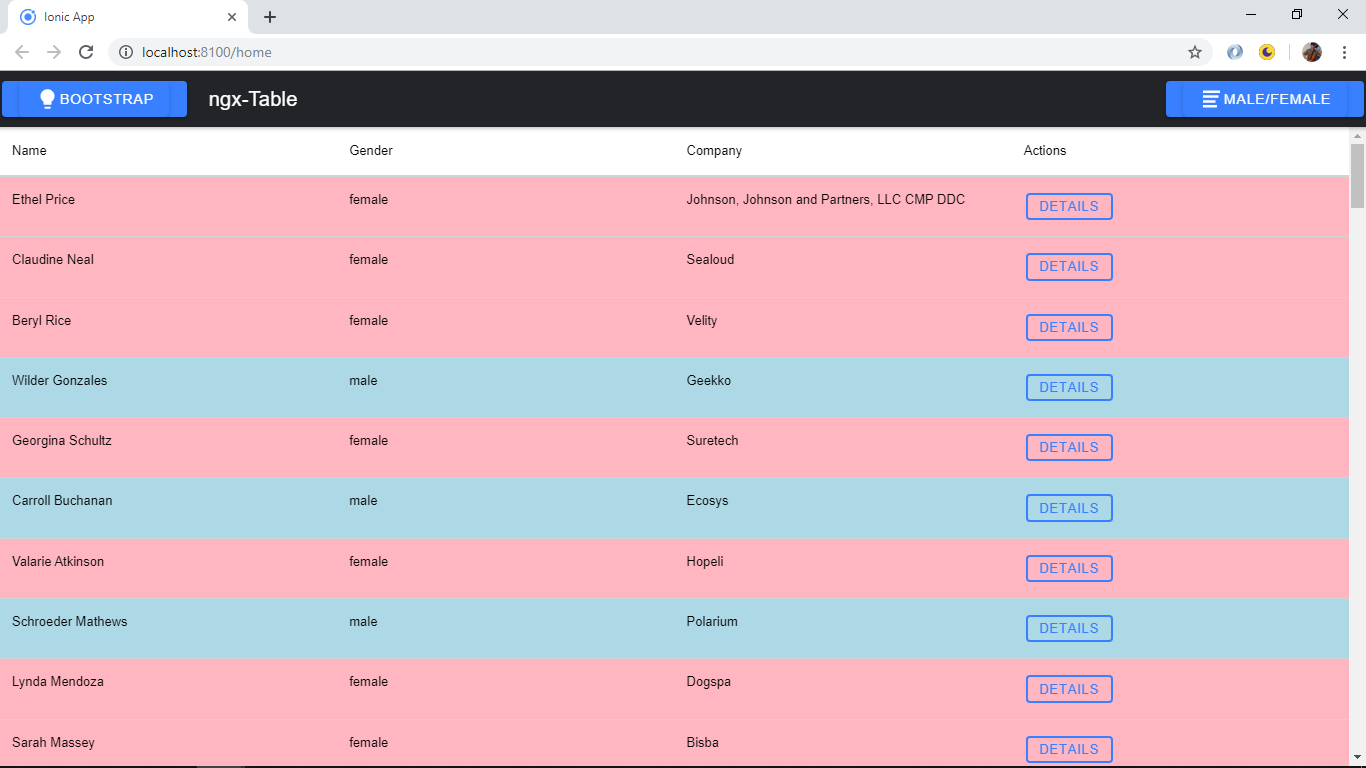 Ionic App
localhost:8100/home
BOOTSTRAP ngx-Table MALE/FEMALE
Name Gender Company Actions
Ethel Price female Johnson, Johnson and Partners, LLC CMP DDC DETAILS
Claudine Neal female Sealoud DETAILS
Beryl Rice female Velity DETAILS
Wilder Gonzales male Geekko DETAILS
Georgina Schultz female Suretech DETAILS
Carroll Buchanan male Ecosys DETAILS
Valarie Atkinson female Hopeli DETAILS
Schroeder Mathews male Polarium DETAILS
Lynda Mendoza female Dogspa DETAILS
Sarah Massey female Bisba DETAILS